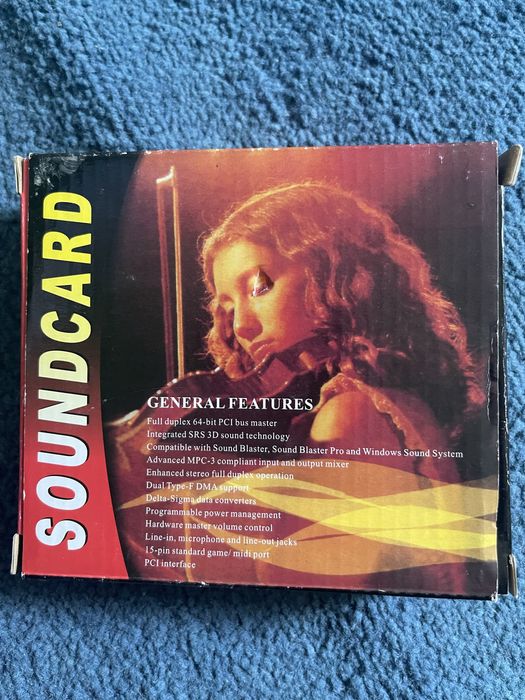 SOUNDCARD
GENERAL FEATURES
Full duplex 64-bit PCI bus master
Integrated SRS 3D sound technology
Compatible with Sound Blaster, Sound Blaster Pro and Windows Sound System
Advanced MPC-3 compliant input and output mixer
Enhanced stereo full duplex operation
Dual Type-F DMA support
Delta-Sigma data converters
Programmable power management
Hardware master volume control
Line-in, microphone and line-out jacks
15-pin standard game/ midi port
PCI interface